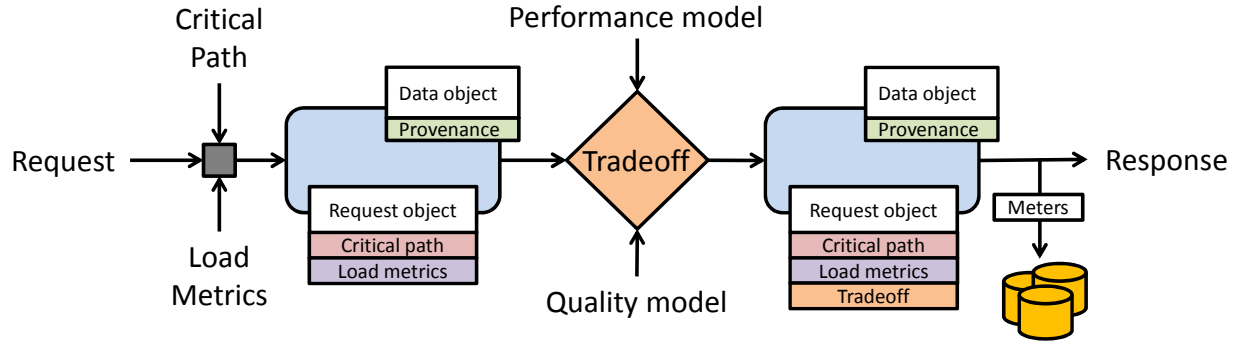 Critical
Path
Performance model
Data object
Provenance
Data object
Provenance
Request
Tradeoff
Response
Request object
Critical path
Load metrics
Request object
Critical path
Load metrics
Tradeoff
Meters
Load
Metrics
Quality model